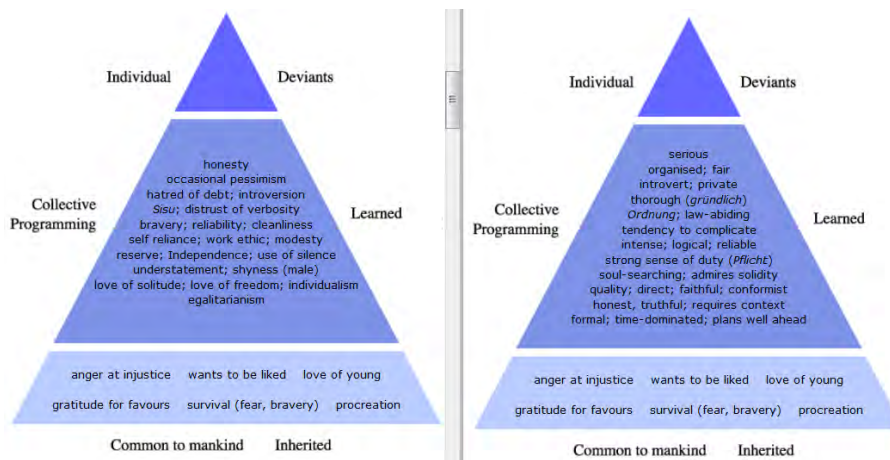 Individual Deviants
honesty
occasional pessimism
hatred of debt; introversion
Sisu; distrust of verbosity
bravery; reliability; cleanliness
self reliance; work ethic; modesty
reserve; Independence; use of silence
understatement; shyness (male)
love of solitude; love of freedom; individualism
egalitarianism
Collective
Programming
Learned
anger at injustice wants to be liked love of young
gratitude for favours survival (fear, bravery) procreation
Common to mankind Inherited
Individual Deviants
serious
organised; fair
introvert; private
thorough (gründlich)
Ordnung; law-abiding
tendency to complicate
intense; logical; reliable
strong sense of duty (Pflicht)
soul-searching; admires solidity
quality; direct; faithful; conformist
honest, truthful; requires context
formal; time-dominated; plans well ahead
Collective
Programming
Learned
anger at injustice wants to be liked love of young
gratitude for favours survival (fear, bravery) procreation
Common to mankind Inherited